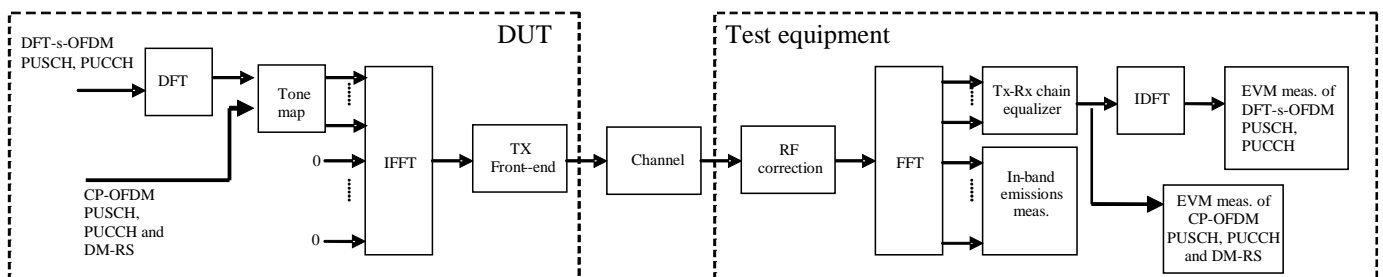 DUT
Test equipment
DFT-s-OFDM
PUSCH, PUCCH
DFT
Tone
map
0
0
CP-OFDM
PUSCH,
PUCCH and
DM-RS
IFFT
TX
Front--end
Channel
RF
correction
FFT
Tx-Rx chain
equalizer
IDFT
EVM meas. of
DFT-s-OFDM
PUSCH,
PUCCH
In-band
emissions
meas.
EVM meas. of
CP-OFDM
PUSCH, PUCCH
and DM-RS